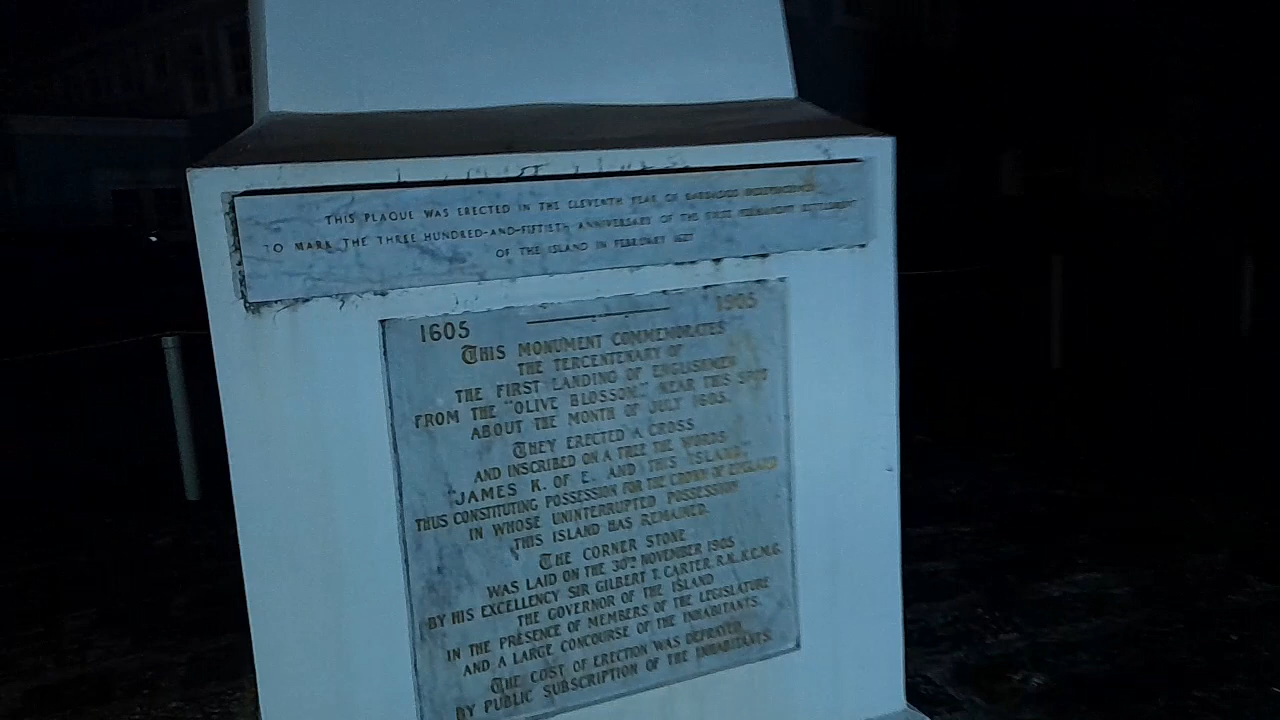 THIS PLAQUE WAS ERECTED IN THE ELEVENTH YEAR OF BARBADOS INDEPENDENCE
TO MARK THE THREE HUNDRED-AND-FIFTIETH ANNIVERSARY OF THE FIRST PERMANENT SETTLEMENT
OF THE ISLAND IN FEBRUARY 1627
1605 1905
THIS MONUMENT COMMEMORATES
THE TERCENTENARY OF
THE FIRST LANDING OF ENGLISHMEN
FROM THE "OLIVE BLOSSOM," NEAR THIS SPOT
ABOUT THE MONTH OF JULY 1605.
THEY ERECTED A CROSS
AND INSCRIBED ON A TREE THE WORDS
"JAMES K. OF E. AND THIS ISLAND,"
THUS CONSTITUTING POSSESSION FOR THE CROWN OF ENGLAND
IN WHOSE UNINTERRUPTED POSSESSION
THIS ISLAND HAS REMAINED.
THE CORNER STONE
WAS LAID ON THE 30TH NOVEMBER 1905
BY HIS EXCELLENCY SIR GILBERT T. CARTER, R.N., K.C.M.G.
THE GOVERNOR OF THE ISLAND
IN THE PRESENCE OF MEMBERS OF THE LEGISLATURE
AND A LARGE CONCOURSE OF THE INHABITANTS.
THE COST OF ERECTION WAS DEFRAYED
BY PUBLIC SUBSCRIPTION OF THE INHABITANTS.